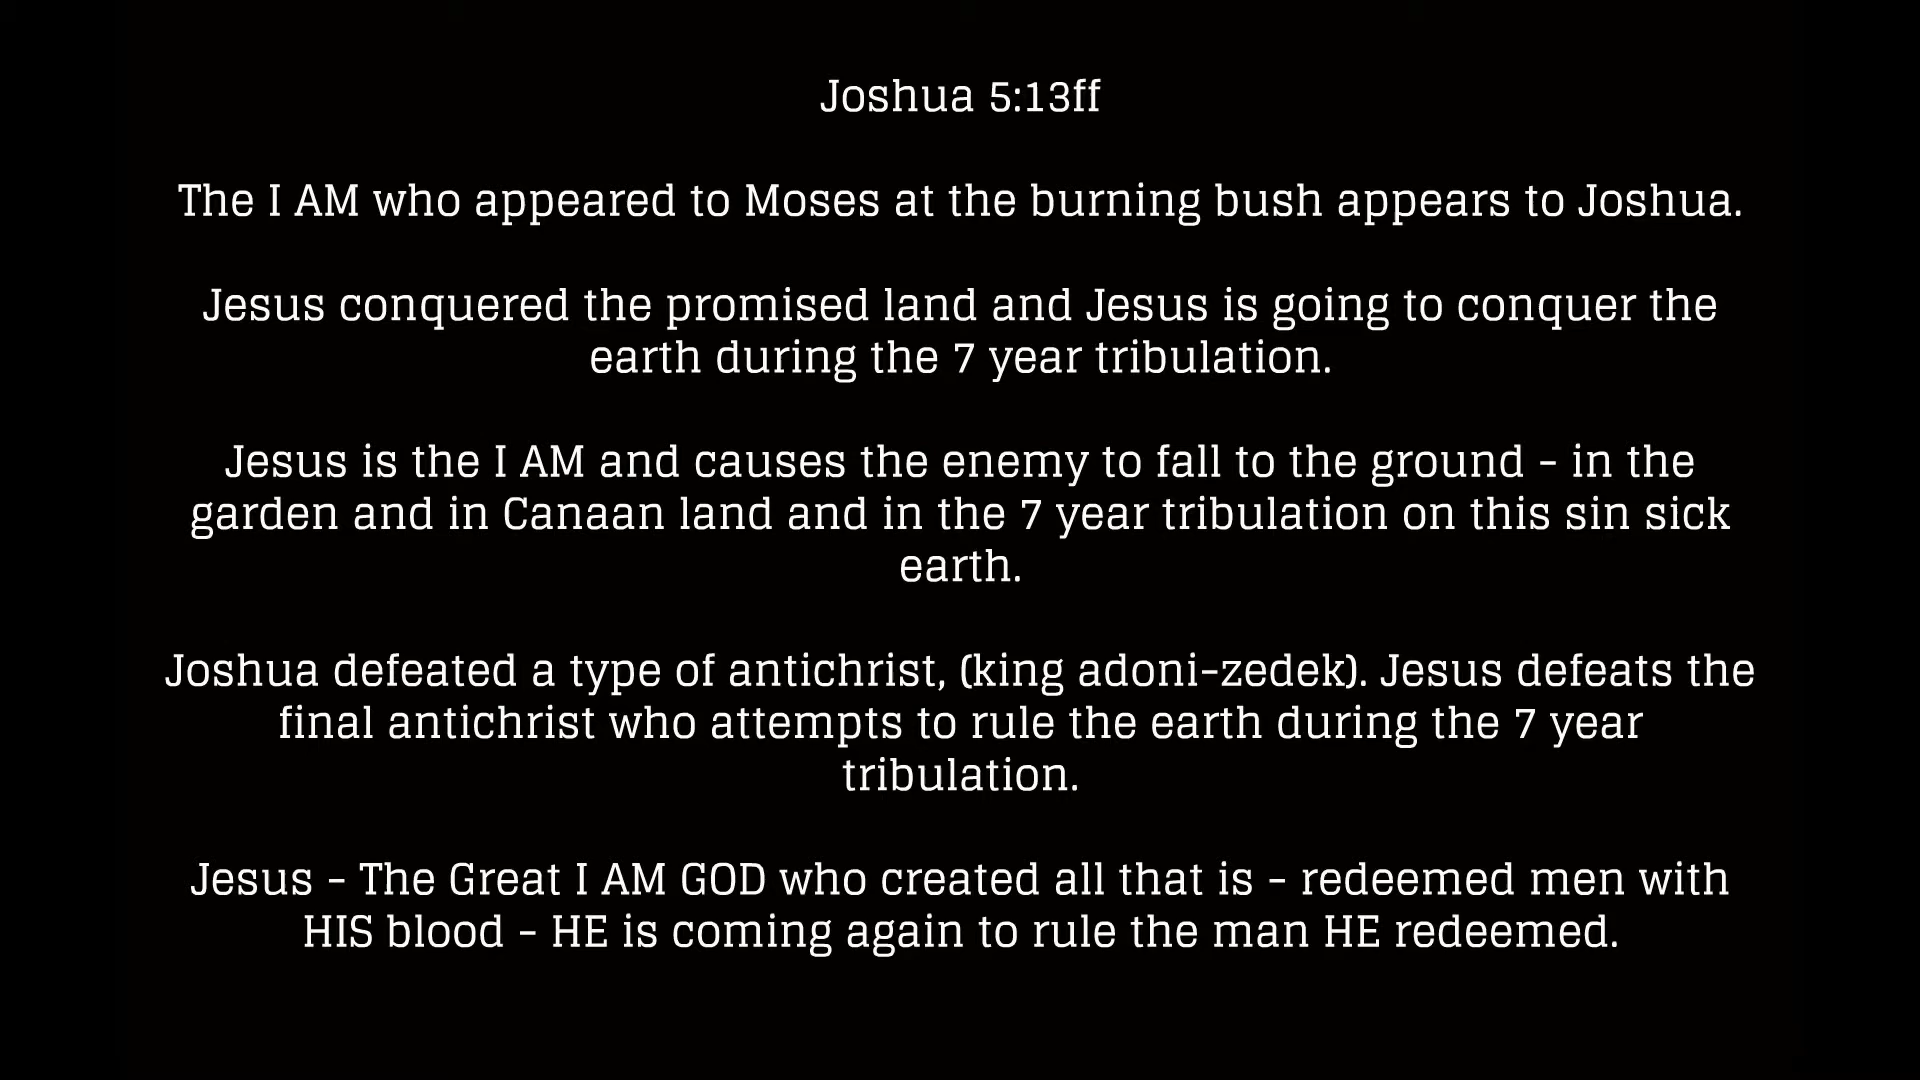 Joshua 5:13ff
The I AM who appeared to Moses at the burning bush appears to Joshua.
Jesus conquered the promised land and Jesus is going to conquer the
earth during the 7 year tribulation.
Jesus is the I AM and causes the enemy to fall to the ground - in the
garden and in Canaan land and in the 7 year tribulation on this sin sick
earth.
Joshua defeated a type of antichrist, (king adoni-zedek). Jesus defeats the
final antichrist who attempts to rule the earth during the 7 year
tribulation.
Jesus - The Great I AM GOD who created all that is - redeemed men with
HIS blood - HE is coming again to rule the man HE redeemed.